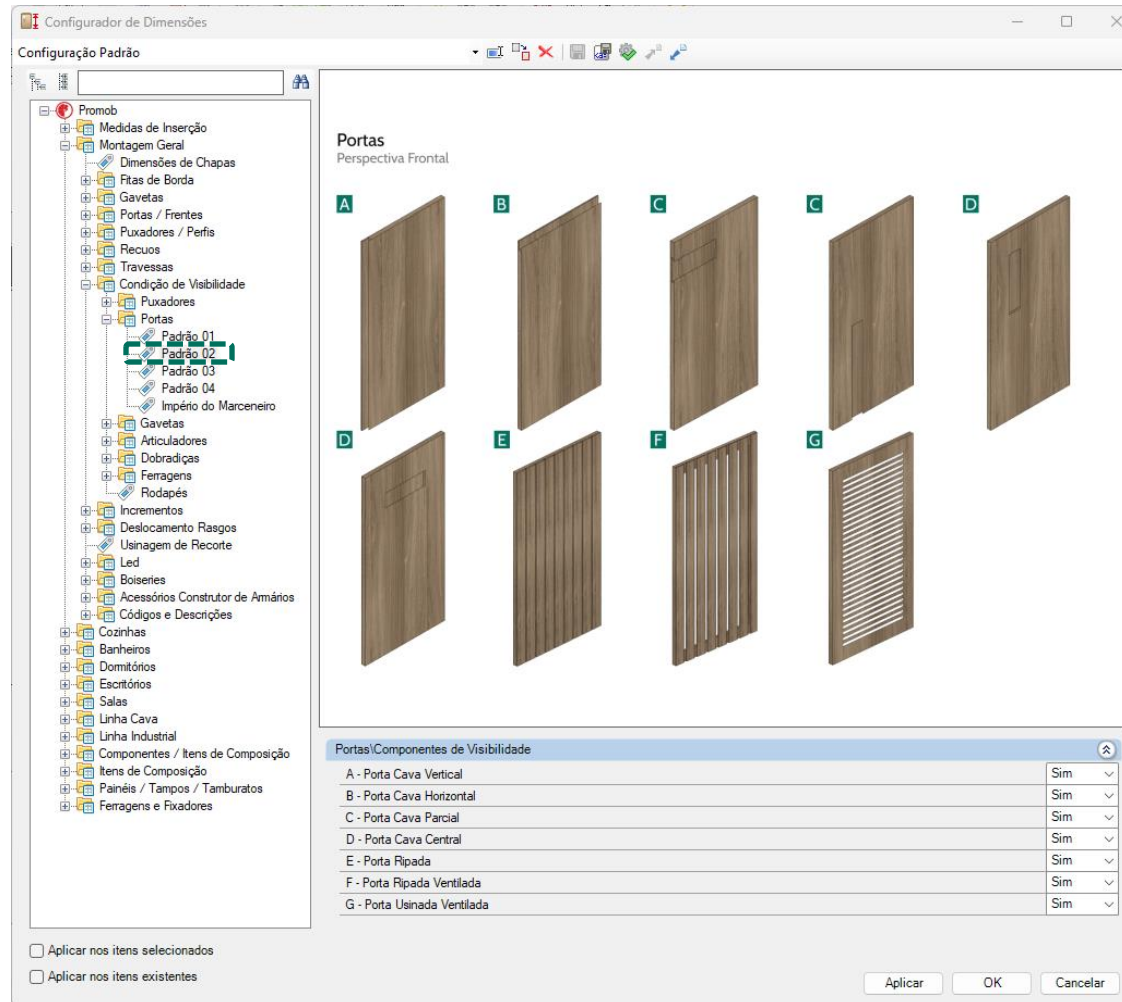 Configurador de Dimensões
Configuração Padrão
Promob
Medidas de Inserção
Montagem Geral
Dimensões de Chapas
Fitas de Borda
Gavetas
Portas / Frentes
Puxadores / Perfis
Recuos
Travessas
Condição de Visibilidade
Puxadores
Portas
Padrão 01
Padrão 02
Padrão 03
Padrão 04
Império do Marceneiro
Gavetas
Articuladores
Dobradiças
Ferragens
Rodapés
Incrementos
Deslocamento Rasgos
Usinagem de Recorte
Led
Boiseries
Acessórios Construtor de Armários
Códigos e Descrições
Cozinhas
Banheiros
Dormitórios
Escritórios
Salas
Linha Cava
Linha Industrial
Componentes / Itens de Composição
Itens de Composição
Painéis / Tampos / Tamburatos
Ferragens e Fixadores
Portas
Perspectiva Frontal
A B C C D
D E F G
Portas\Componentes de Visibilidade
A - Porta Cava Vertical Sim
B - Porta Cava Horizontal Sim
C - Porta Cava Parcial Sim
D - Porta Cava Central Sim
E - Porta Ripada Sim
F - Porta Ripada Ventilada Sim
G - Porta Usinada Ventilada Sim
Aplicar nos itens selecionados
Aplicar nos itens existentes
Aplicar OK Cancelar